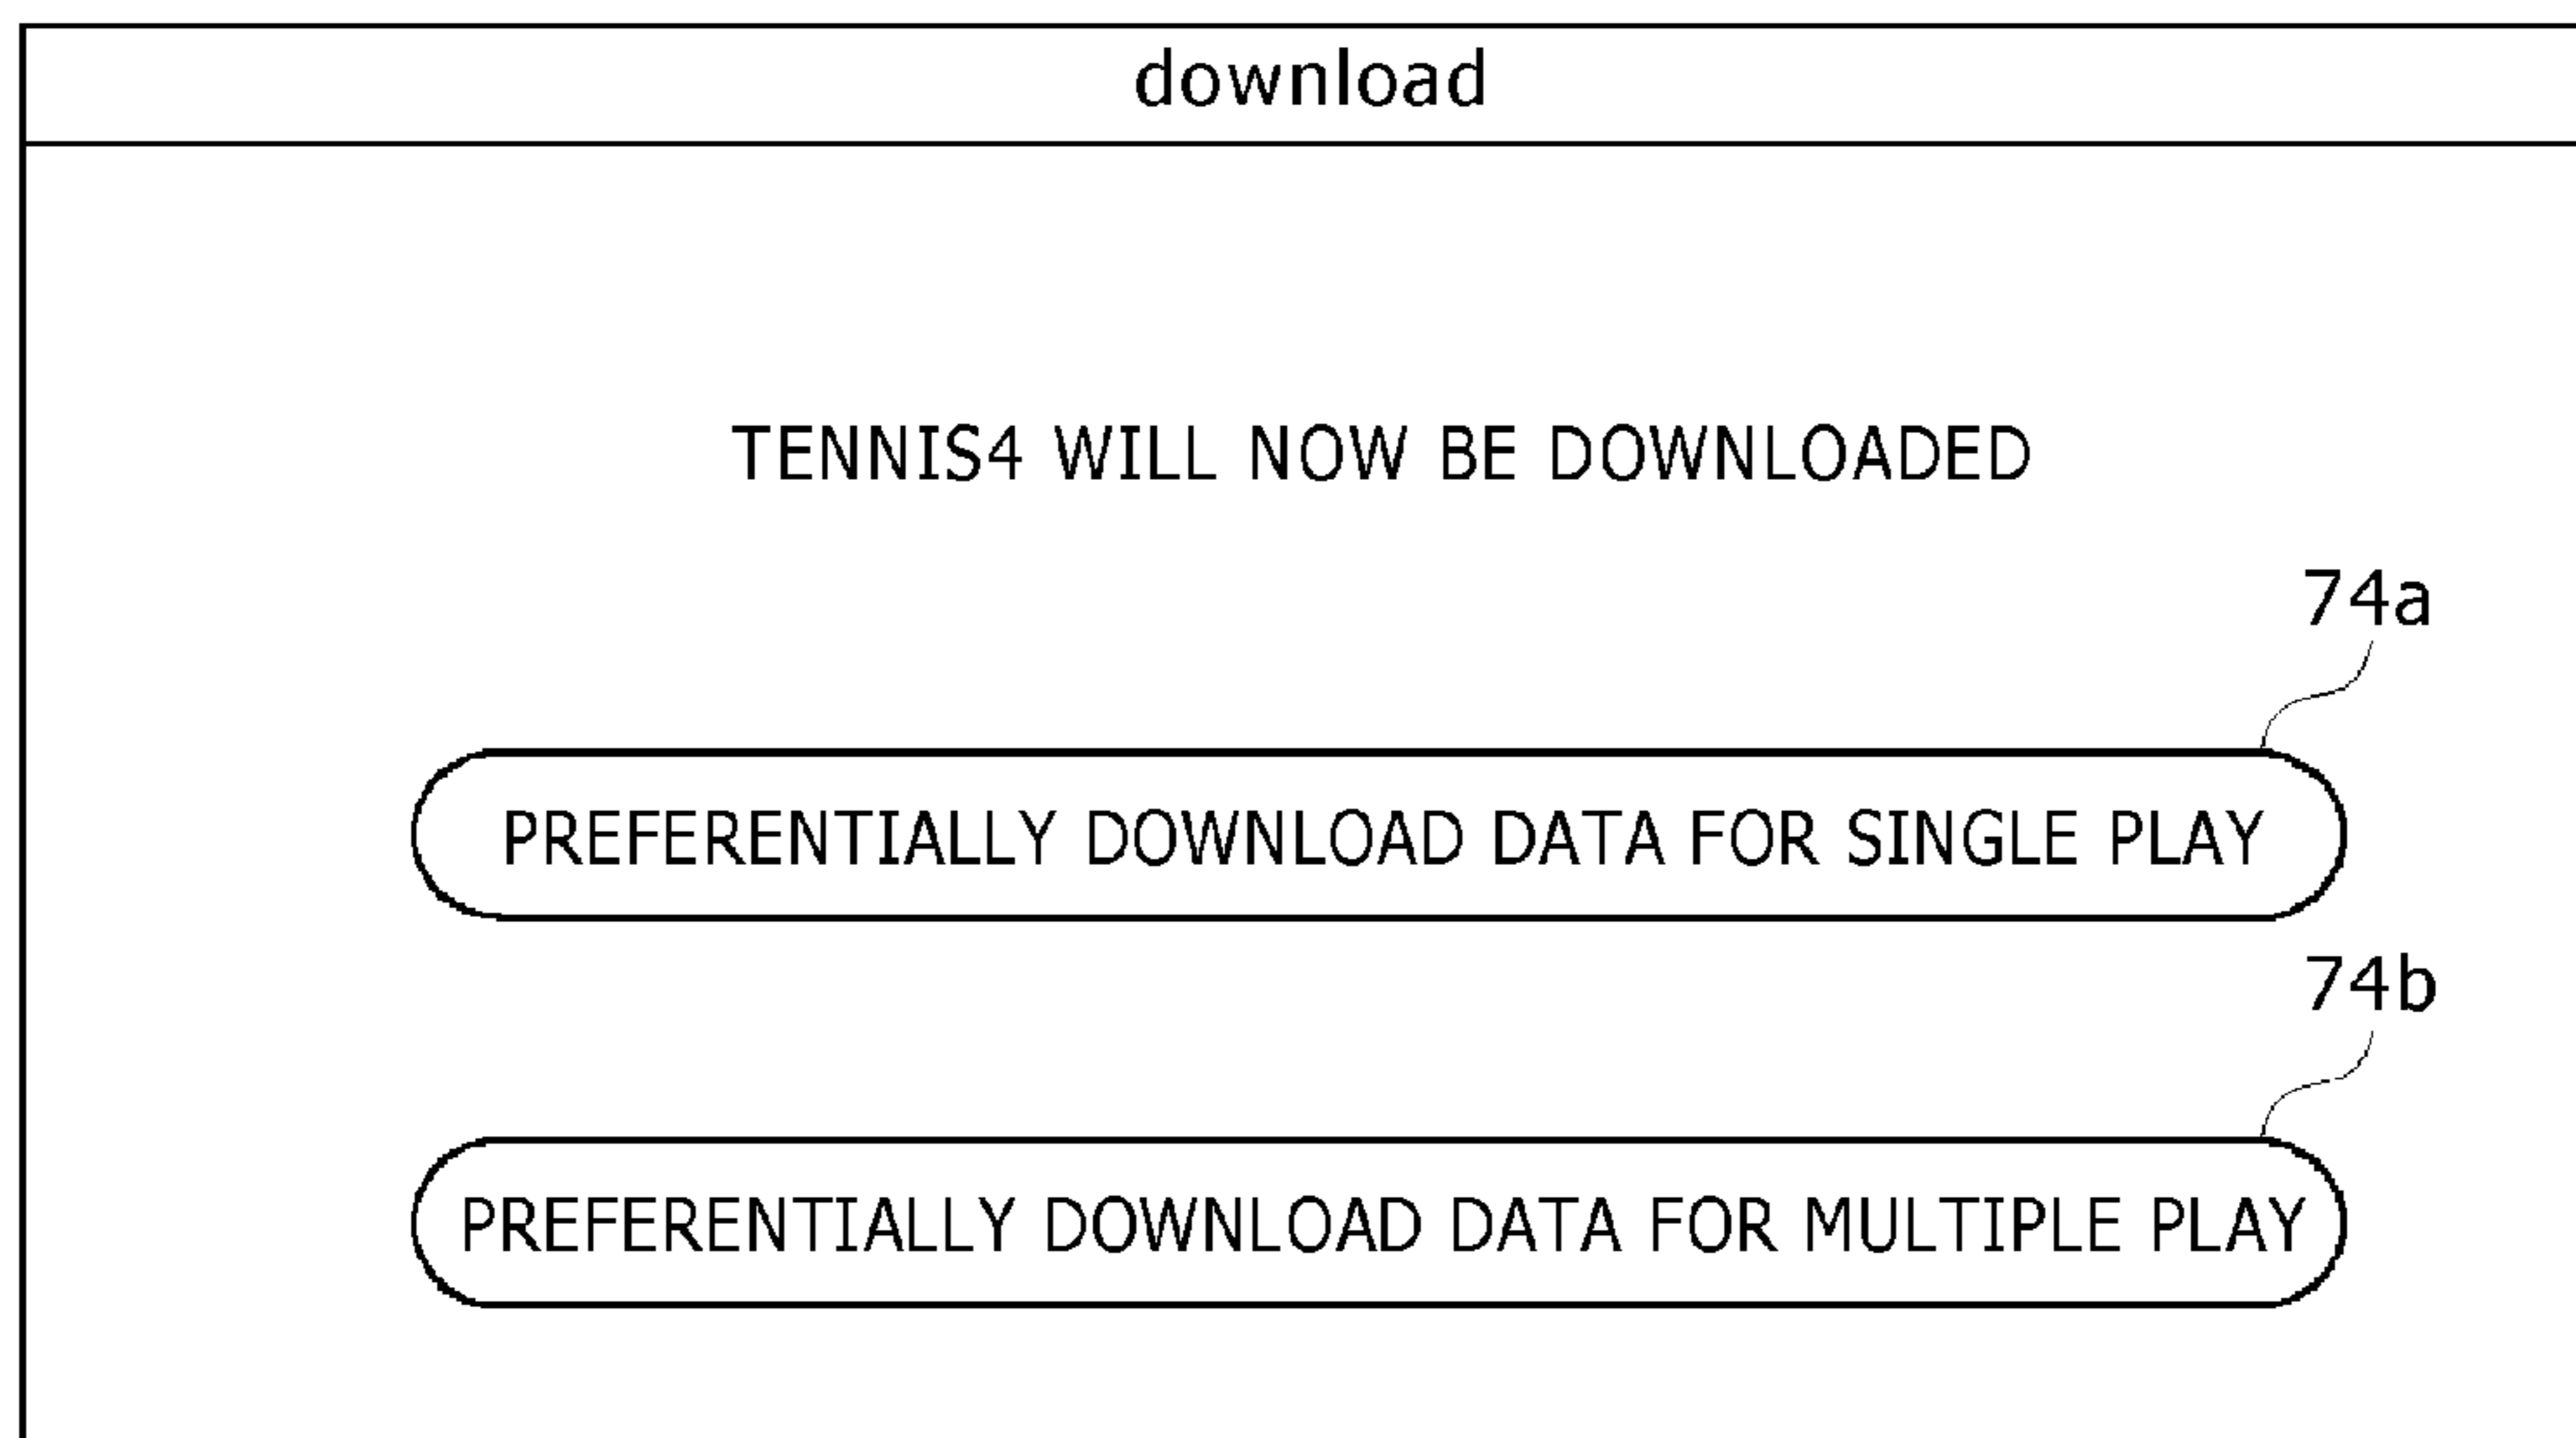 download
TENNIS4 WILL NOW BE DOWNLOADED
74a
PREFERENTIALLY DOWNLOAD DATA FOR SINGLE PLAY
74b
PREFERENTIALLY DOWNLOAD DATA FOR MULTIPLE PLAY